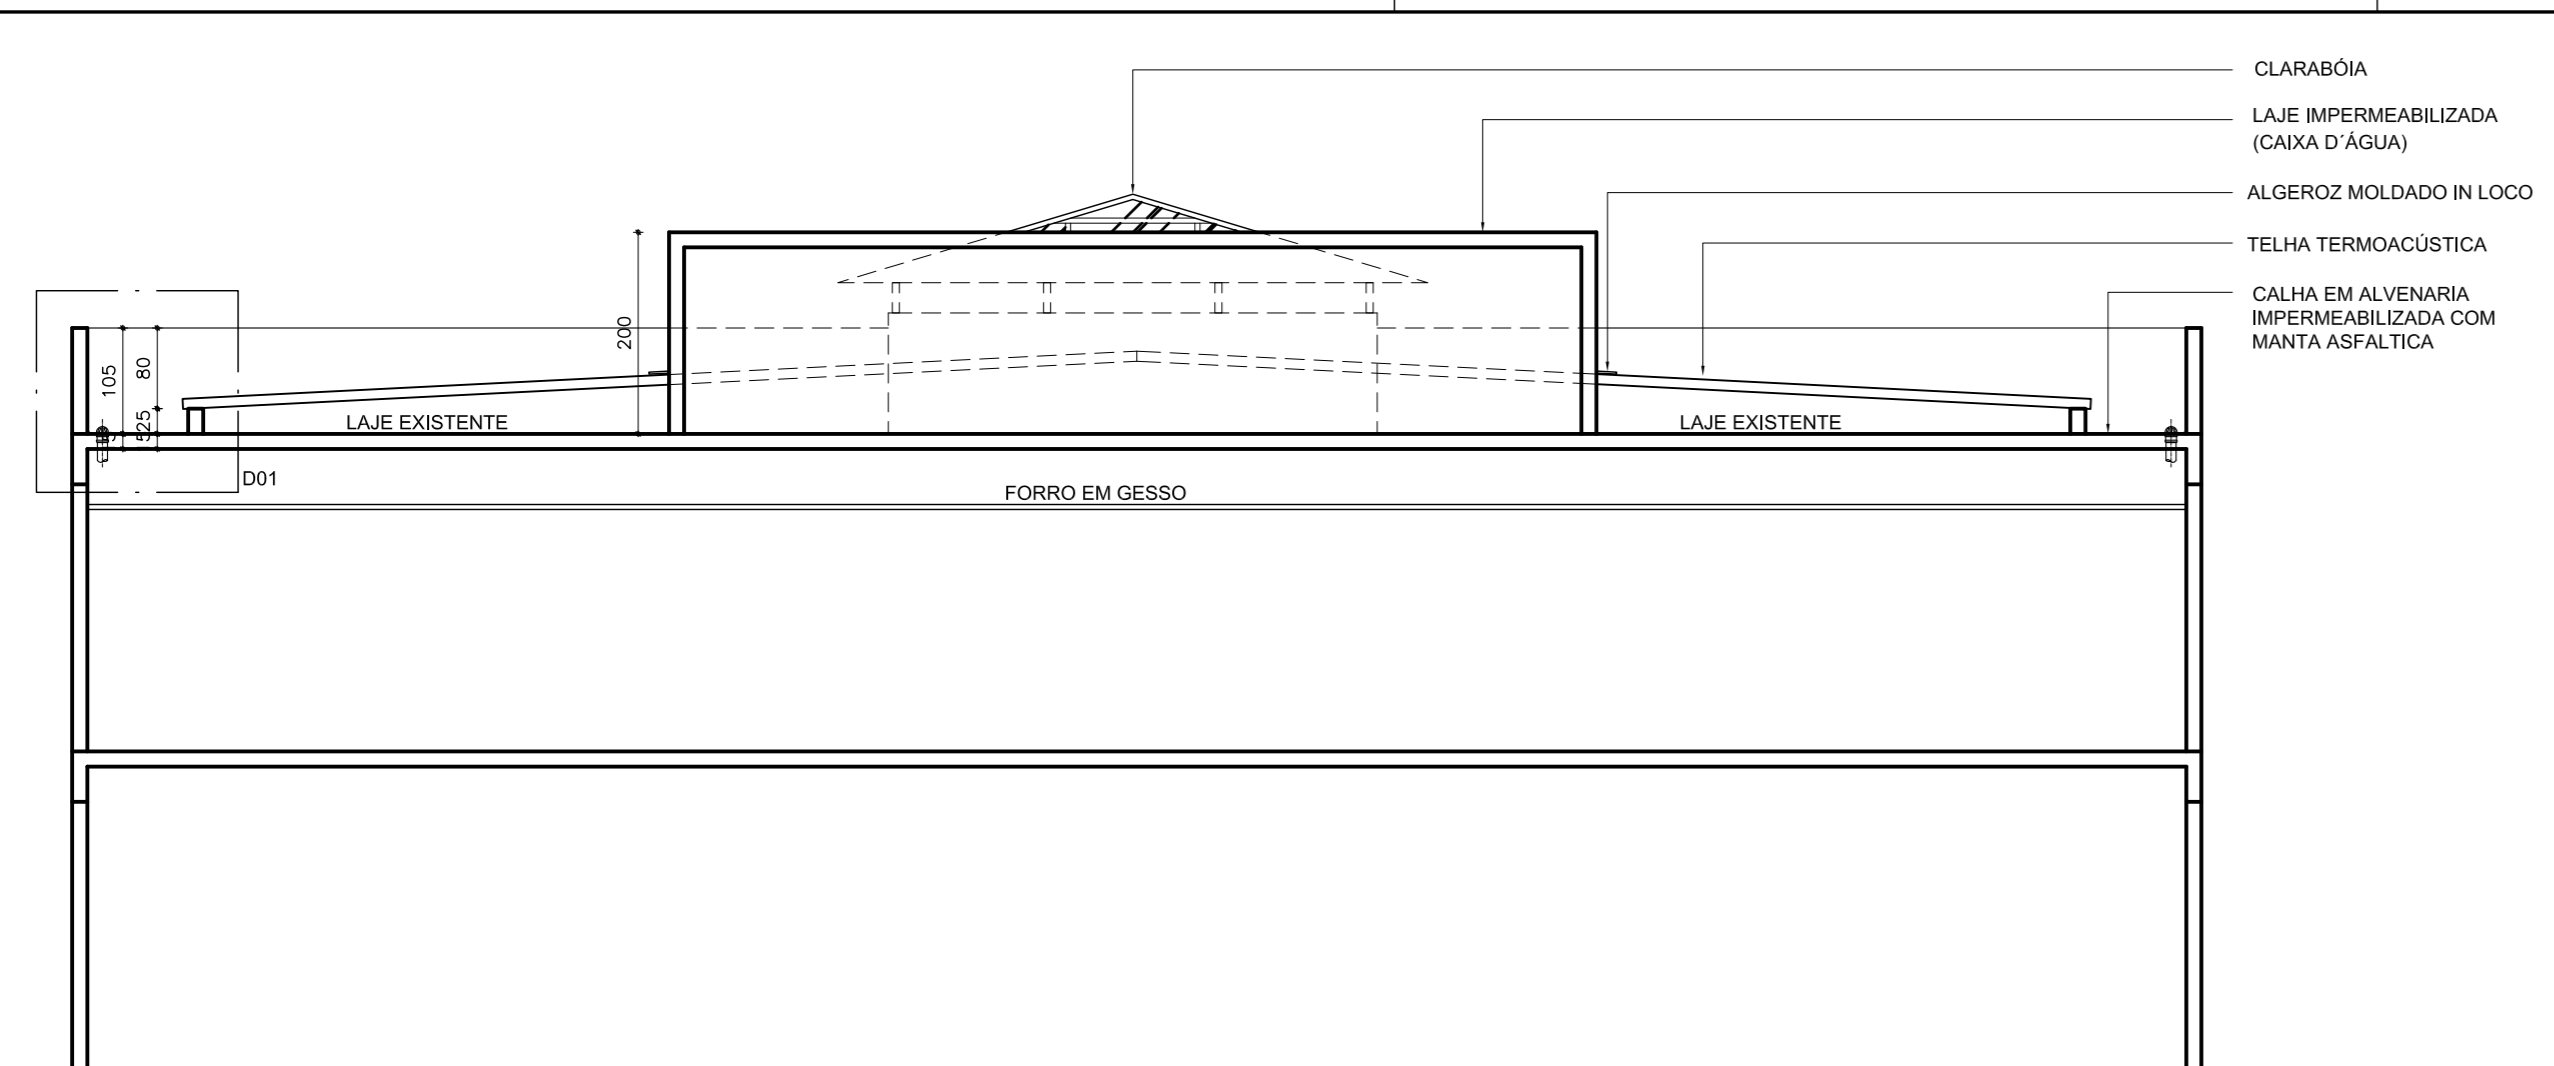 CLARABÓIA
LAJE IMPERMEABILIZADA
(CAIXA D´ÁGUA)
ALGEROZ MOLDADO IN LOCO
TELHA TERMOACÚSTICA
CALHA EM ALVENARIA
IMPERMEABILIZADA COM
MANTA ASFALTICA
200
105
80
25
LAJE EXISTENTE
LAJE EXISTENTE
D01
FORRO EM GESSO